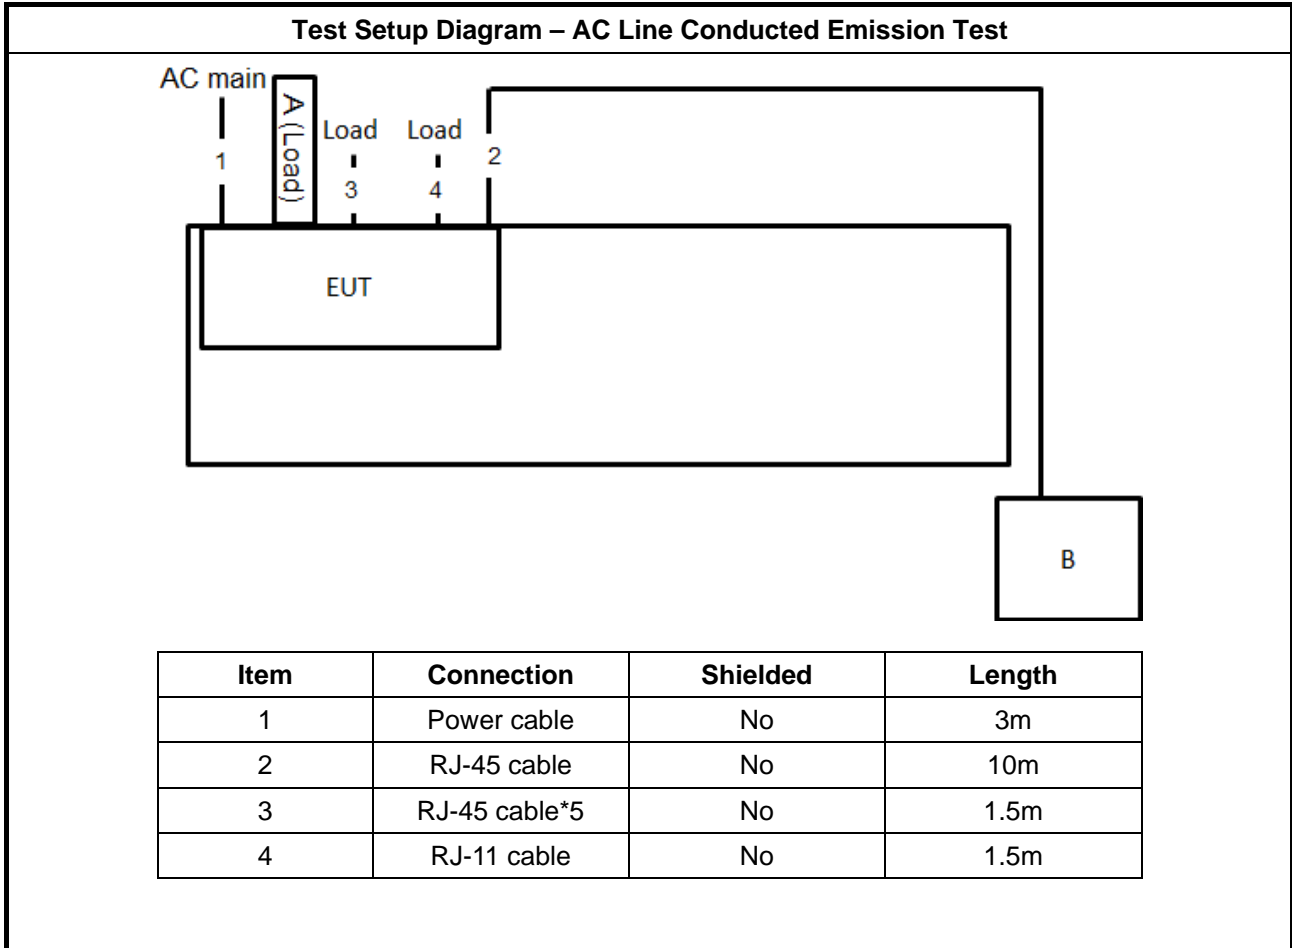 Test Setup Diagram – AC Line Conducted Emission Test
AC main
A (Load)
Load
Load
1
3
4
2
EUT
B
Item Connection Shielded Length
1 Power cable No 3m
2 RJ-45 cable No 10m
3 RJ-45 cable*5 No 1.5m
4 RJ-11 cable No 1.5m